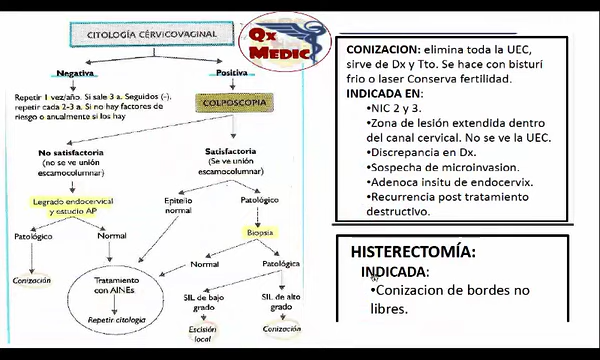 CITOLOGÍA CÉRVICOVAGINAL
Qx
MEDIC
Negativa
Positiva
Repetir 1 vez/año. Si sale 3 a. Seguidos (-),
repetir cada 2-3 a. Si no hay factores de
riesgo o anualmente si los hay
COLPOSCOPIA
No satisfactoria
(no se ve unión
escamocolumnar)
Satisfactoria
(Se ve unión
escamocolumnar)
Legrado endocervical
y estudio AP
Epitelio
normal
Patológico
Patológico
Normal
Biopsia
Normal
Patológica
Conización
Tratamiento
con AINEs
Repetir citología
SIL de bajo
grado
SIL de alto
grado
Escisión
local
Conización
CONIZACION: elimina toda la UEC,
sirve de Dx y Tto. Se hace con bisturí
frio o laser Conserva fertilidad.
INDICADA EN:
•NIC 2 y 3.
•Zona de lesión extendida dentro
del canal cervical. No se ve la UEC.
•Discrepancia en Dx.
•Sospecha de microinvasion.
•Adenoca insitu de endocervix.
•Recurrencia post tratamiento
destructivo.
HISTERECTOMÍA:
INDICADA:
•Conizacion de bordes no
libres.